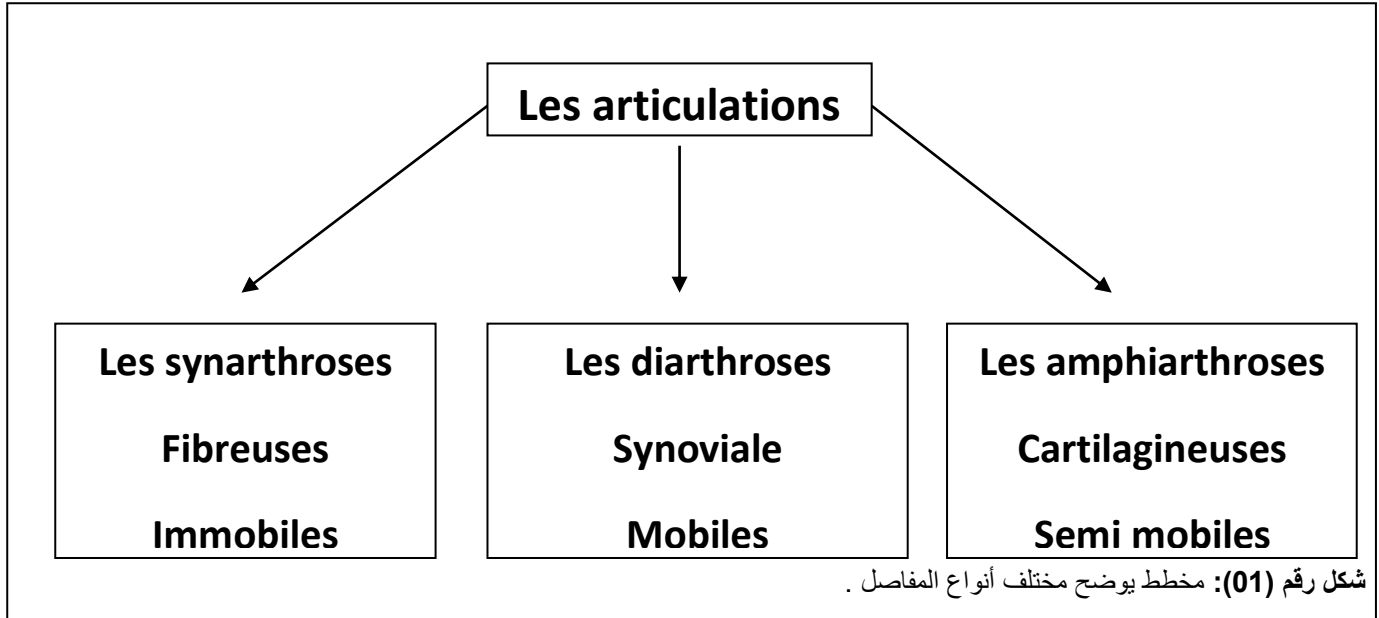 Les articulations
Les synarthroses
Fibreuses
Immobiles
Les diarthroses
Synoviale
Mobiles
Les amphiarthroses
Cartilagineuses
Semi mobiles
شكل رقم (01): مخطط يوضح مختلف أنواع المفاصل .